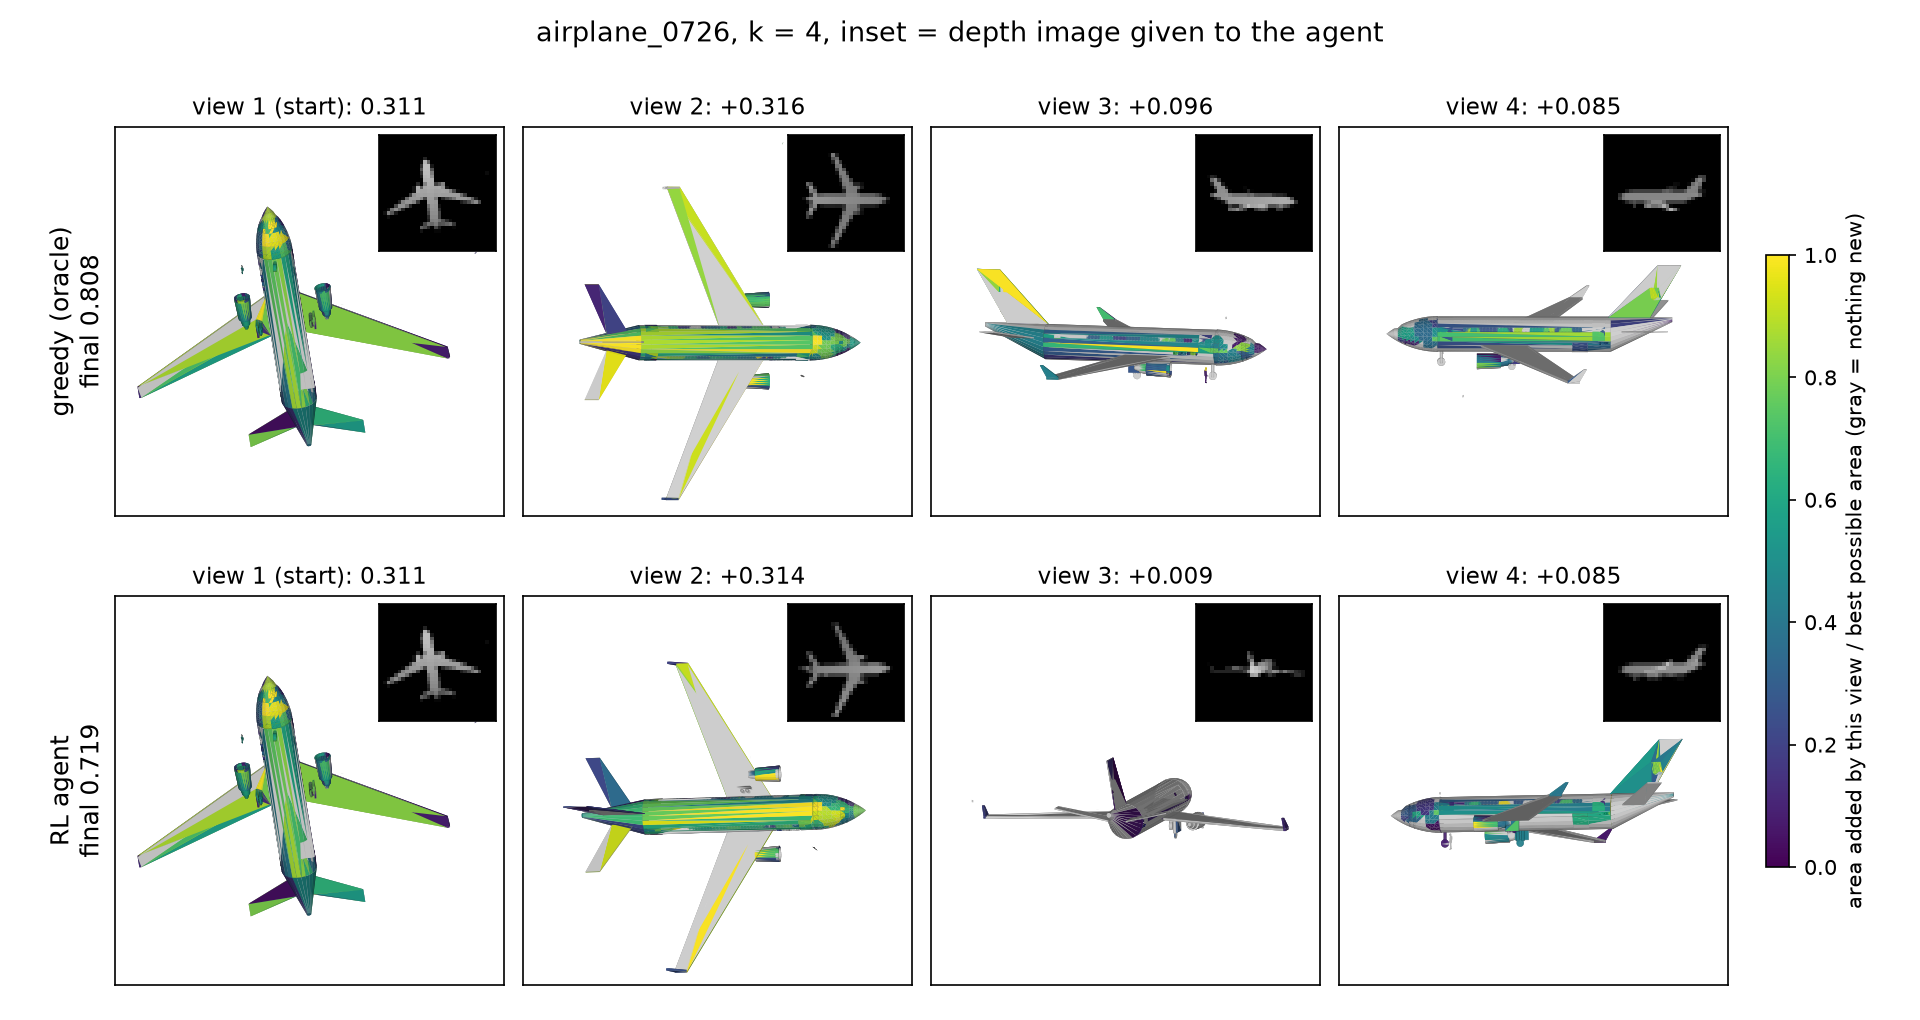 airplane_0726, k = 4, inset = depth image given to the agent
greedy (oracle)
final 0.808
view 1 (start): 0.311
view 2: +0.316
view 3: +0.096
view 4: +0.085
RL agent
final 0.719
view 1 (start): 0.311
view 2: +0.314
view 3: +0.009
view 4: +0.085
1.0
0.8
0.6
0.4
0.2
0.0
area added by this view / best possible area (gray = nothing new)